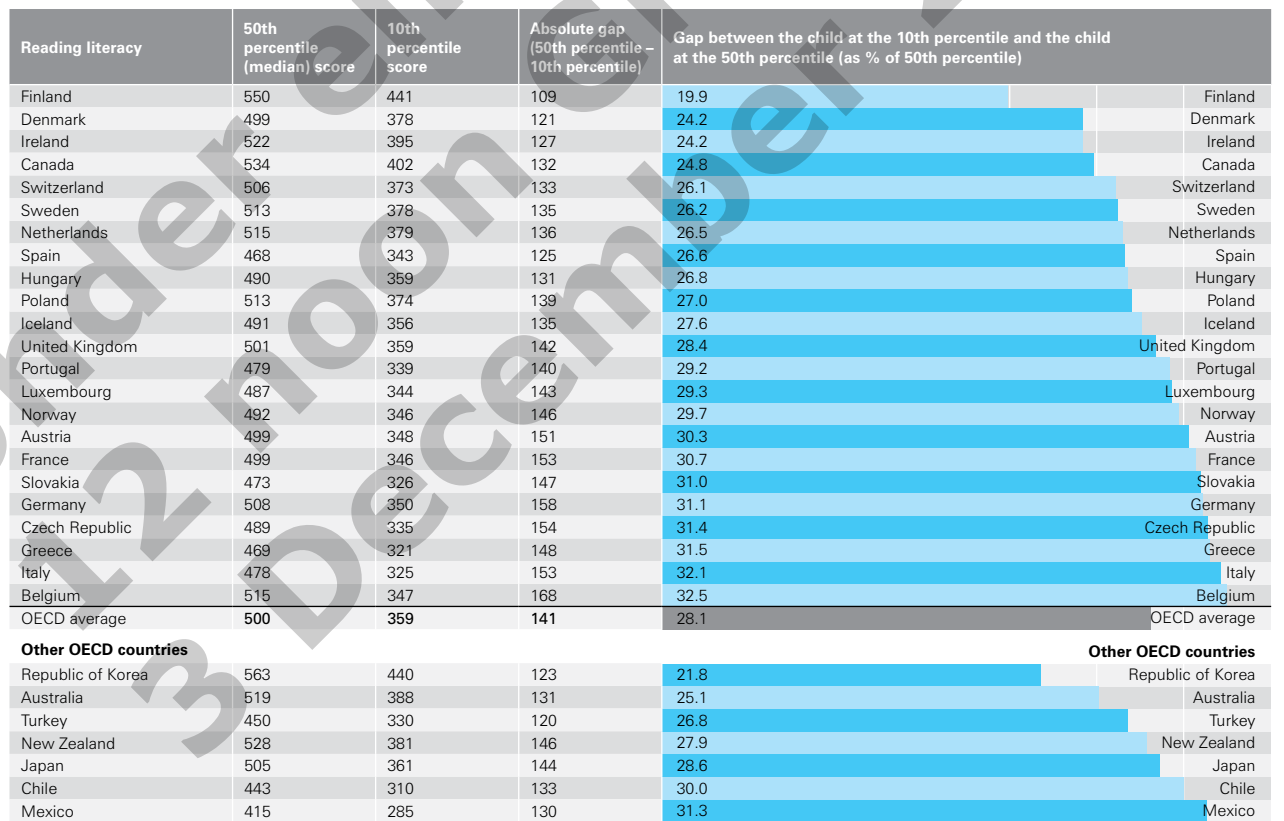 Reading literacy 50th percentile (median) score 10th percentile score Absolute gap (50th percentile – 10th percentile) Gap between the child at the 10th percentile and the child at the 50th percentile (as % of 50th percentile)
Finland 550 441 109 19.9 Finland
Denmark 499 378 121 24.2 Denmark
Ireland 522 395 127 24.2 Ireland
Canada 534 402 132 24.8 Canada
Switzerland 506 373 133 26.1 Switzerland
Sweden 513 378 135 26.2 Sweden
Netherlands 515 379 136 26.5 Netherlands
Spain 468 343 125 26.6 Spain
Hungary 490 359 131 26.8 Hungary
Poland 513 374 139 27.0 Poland
Iceland 491 356 135 27.6 Iceland
United Kingdom 501 359 142 28.4 United Kingdom
Portugal 479 339 140 29.2 Portugal
Luxembourg 487 344 143 29.3 Luxembourg
Norway 492 346 146 29.7 Norway
Austria 499 348 151 30.3 Austria
France 499 346 153 30.7 France
Slovakia 473 326 147 31.0 Slovakia
Germany 508 350 158 31.1 Germany
Czech Republic 489 335 154 31.4 Czech Republic
Greece 469 321 148 31.5 Greece
Italy 478 325 153 32.1 Italy
Belgium 515 347 168 32.5 Belgium
OECD average 500 359 141 28.1 OECD average
Other OECD countries Other OECD countries
Republic of Korea 563 440 123 21.8 Republic of Korea
Australia 519 388 131 25.1 Australia
Turkey 450 330 120 26.8 Turkey
New Zealand 528 381 146 27.9 New Zealand
Japan 505 361 144 28.6 Japan
Chile 443 310 133 30.0 Chile
Mexico 415 285 130 31.3 Mexico
12 noon
3 December